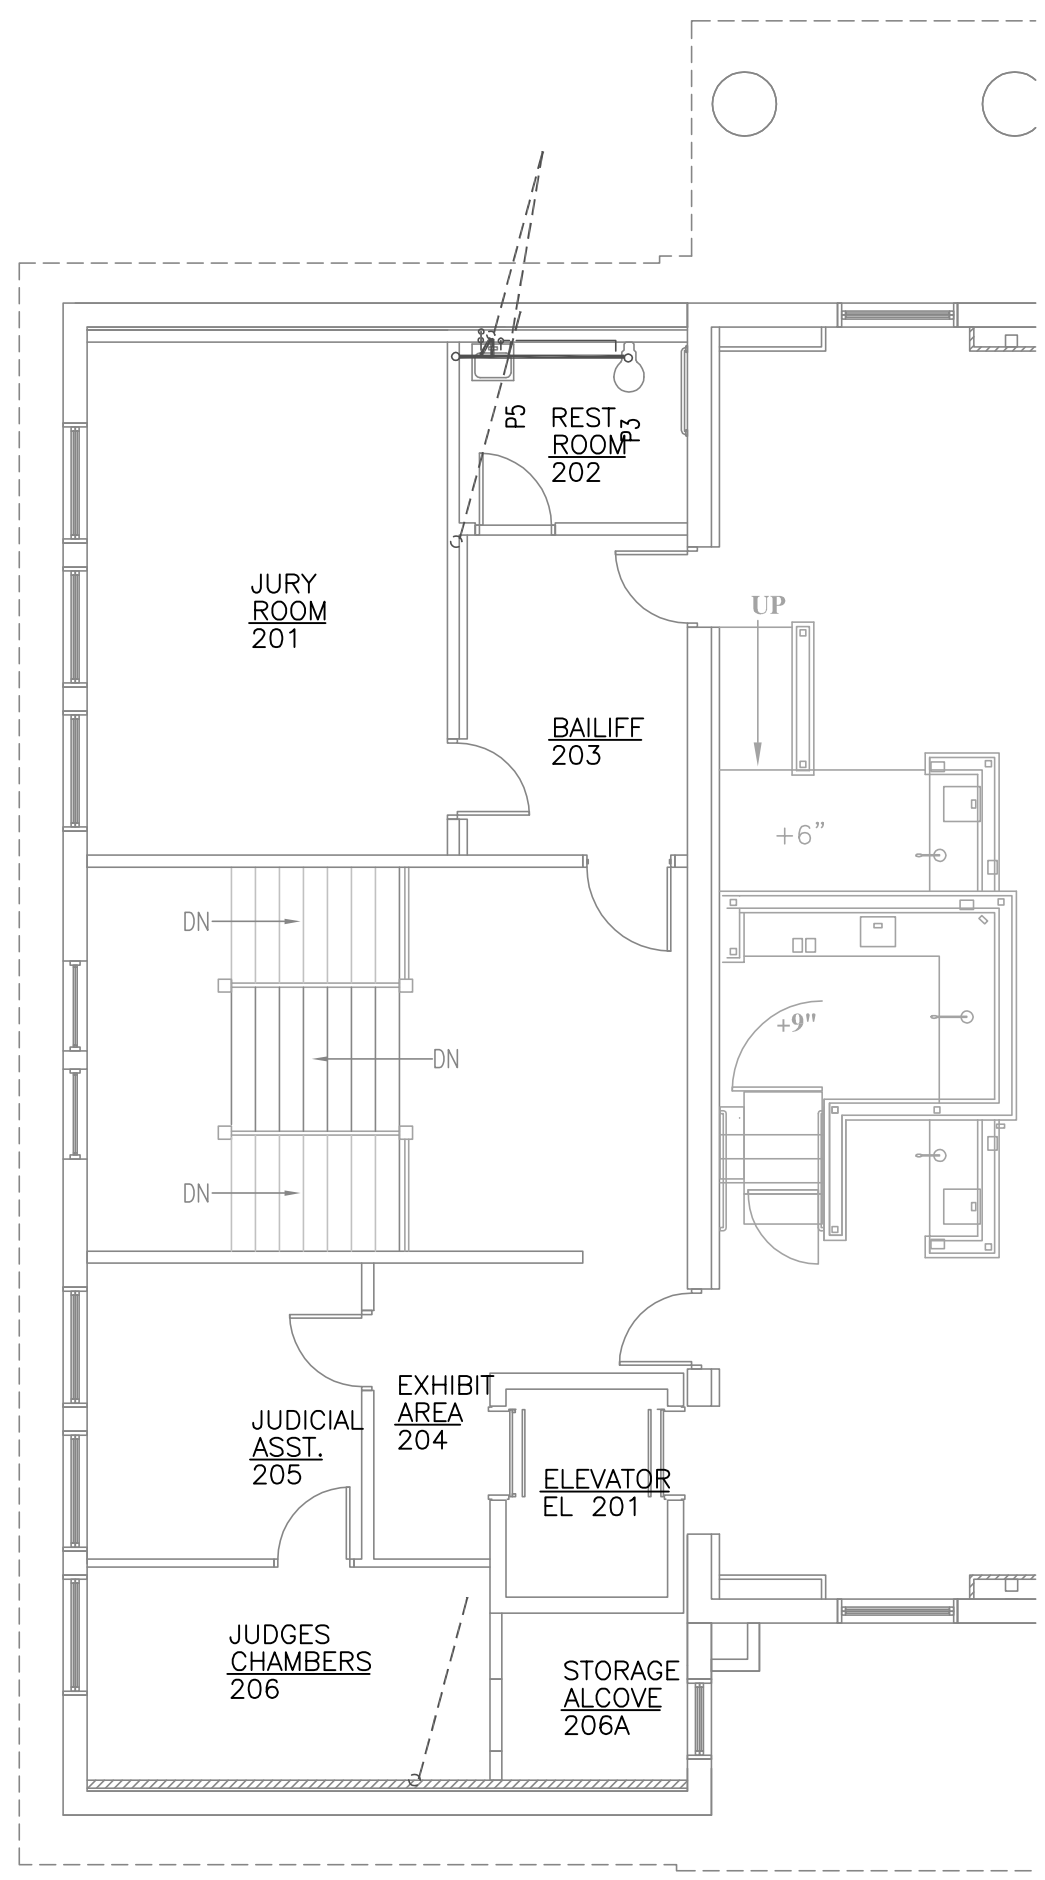 P5
REST
ROOM
202
P3
JURY
ROOM
201
UP
BAILIFF
203
+6”
DN
+9"
DN
DN
EXHIBIT
AREA
204
JUDICIAL
ASST.
205
ELEVATOR
EL 201
JUDGES
CHAMBERS
206
STORAGE
ALCOVE
206A